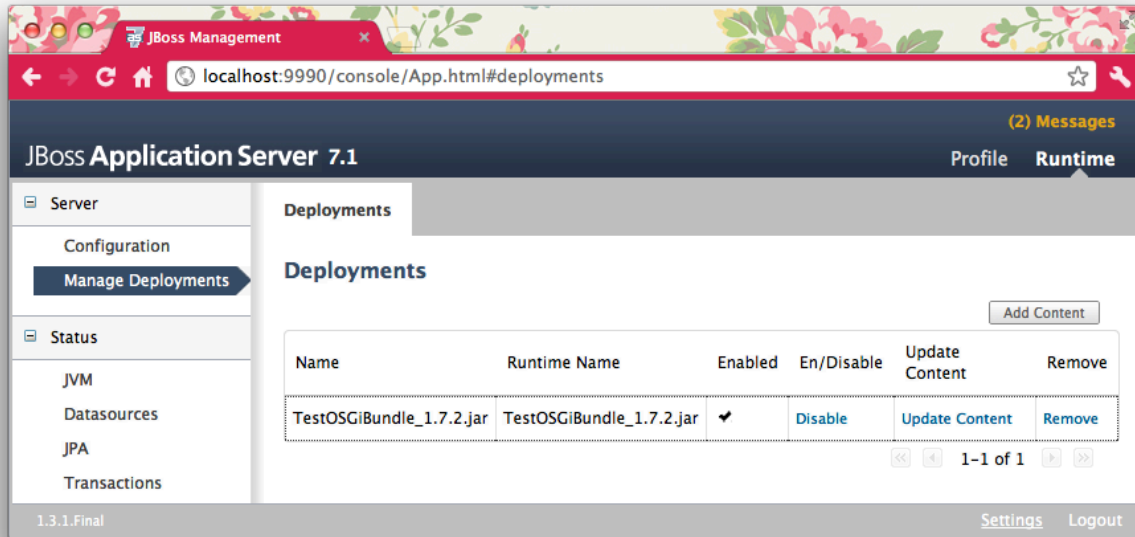 JBoss Management
localhost:9990/console/App.html#deployments
(2) Messages
JBoss Application Server 7.1
Profile Runtime
Server
Configuration
Manage Deployments
Status
JVM
Datasources
JPA
Transactions
Deployments
Deployments
Add Content
Name Runtime Name Enabled En/Disable Update Content Remove
TestOSGiBundle_1.7.2.jar TestOSGiBundle_1.7.2.jar Disable Update Content Remove
1-1 of 1
1.3.1.Final Settings Logout